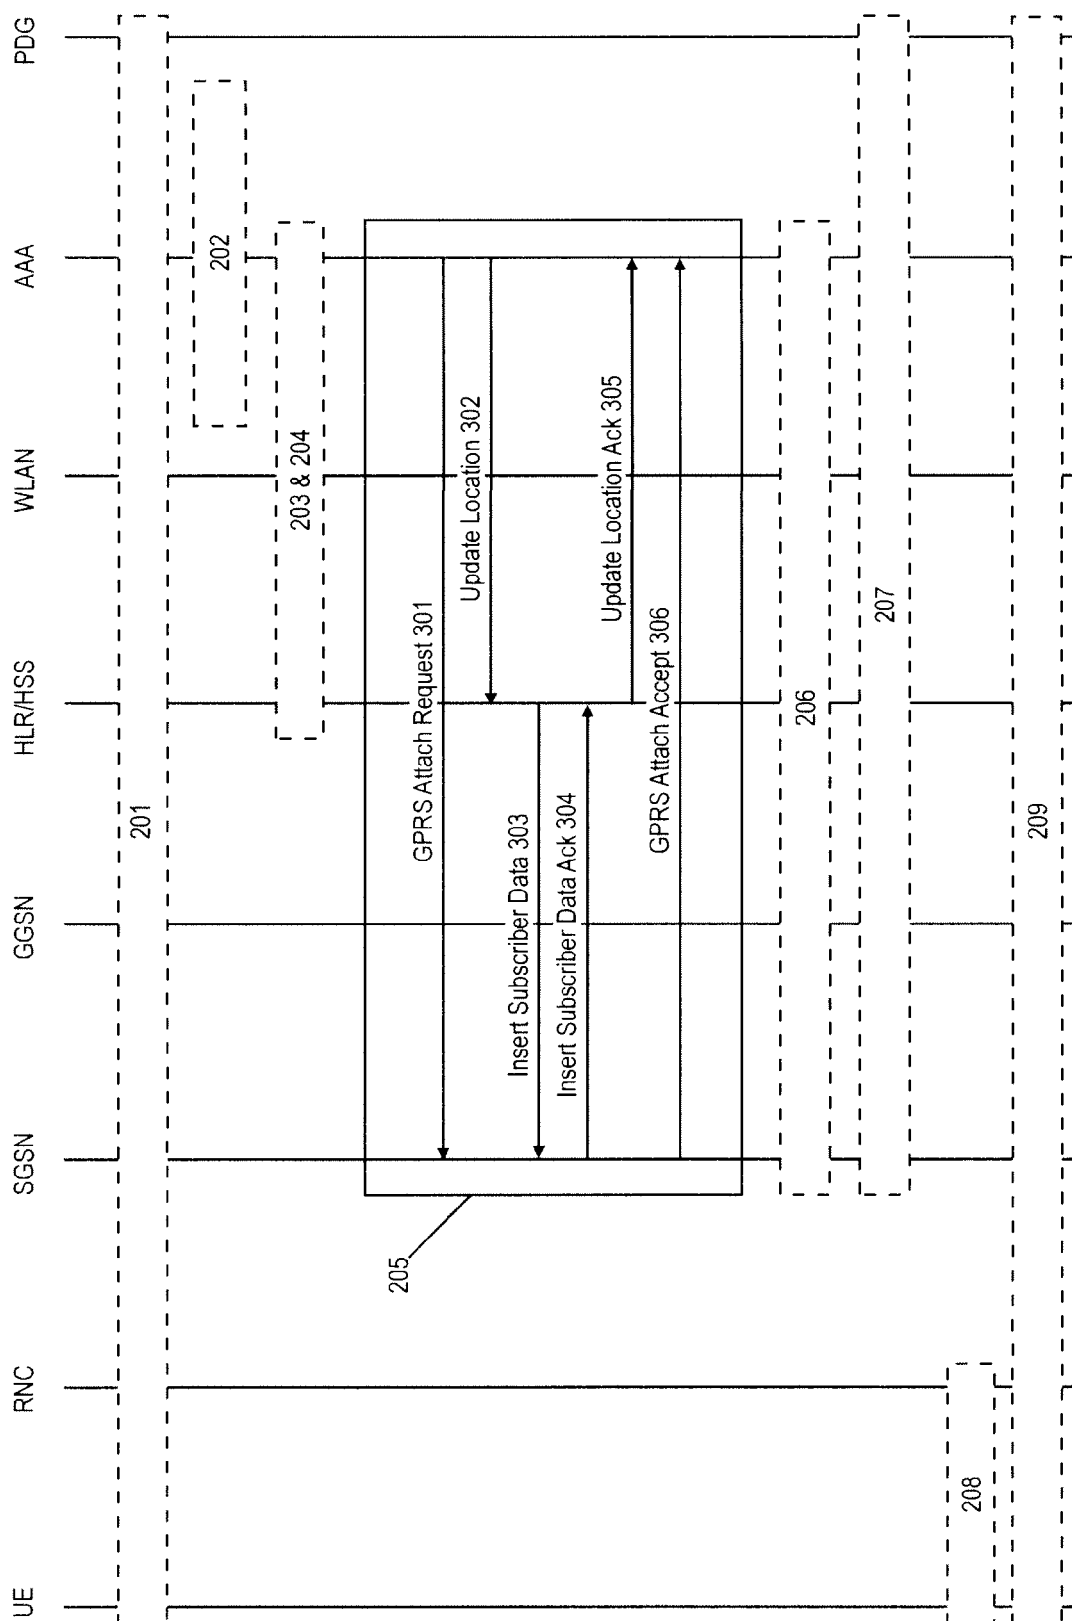 UE
RNC
SGSN
GGSN
HLR/HSS
WLAN
AAA
PDG
201
202
203 & 204
205
GPRS Attach Request 301
Update Location 302
Insert Subscriber Data 303
Insert Subscriber Data Ack 304
Update Location Ack 305
GPRS Attach Accept 306
206
207
208
209